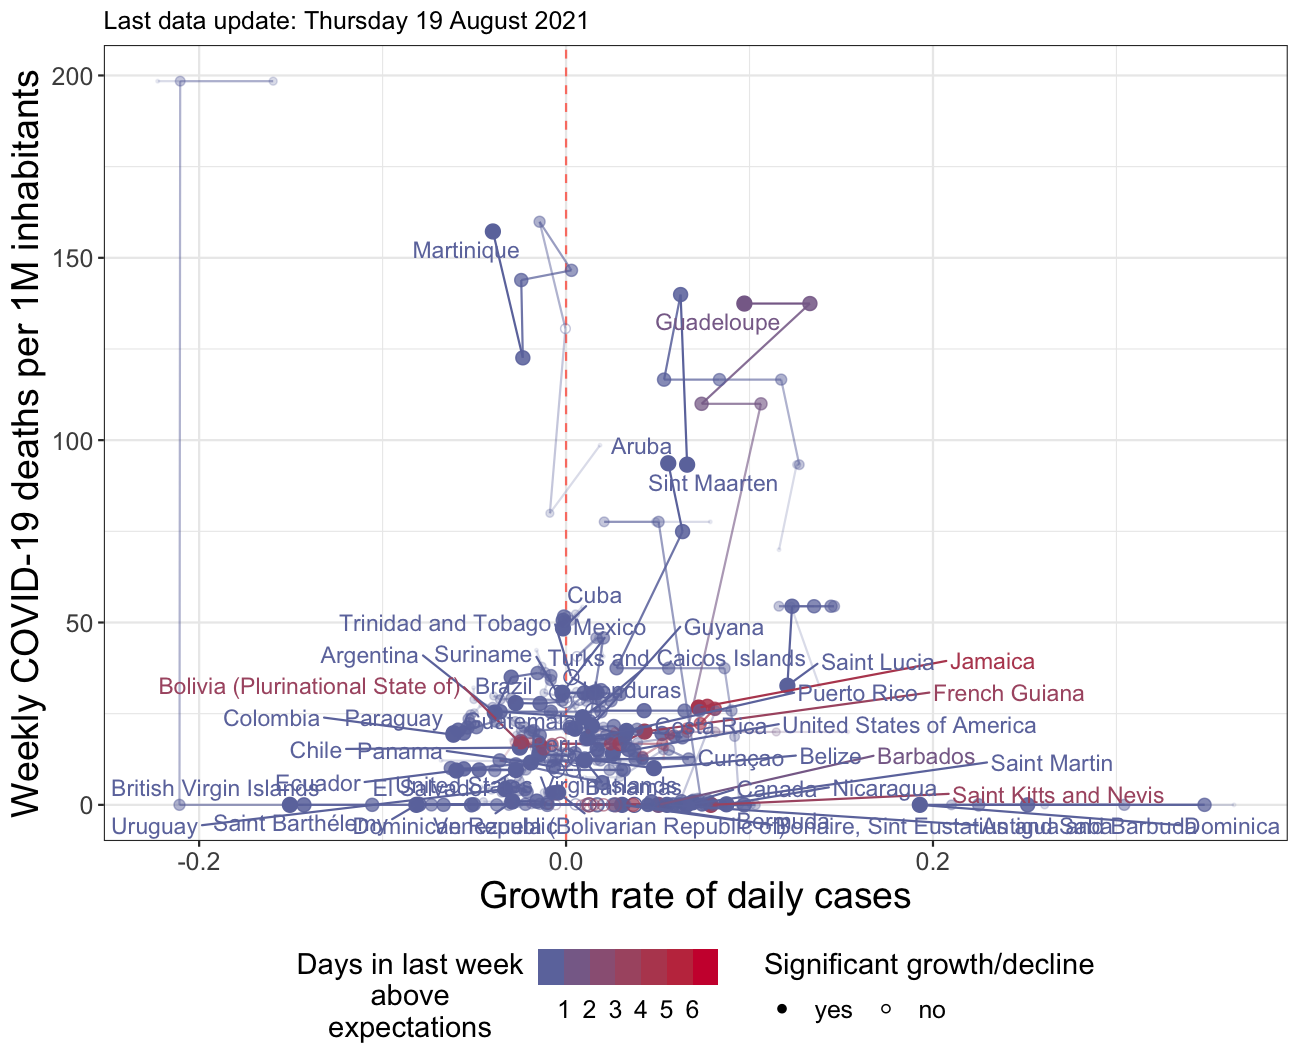 Last data update: Thursday 19 August 2021
Weekly COVID-19 deaths per 1M inhabitants
200
150
100
50
0
Martinique
Guadeloupe
Aruba
Sint Maarten
Cuba
Trinidad and Tobago
Mexico
Guyana
Argentina
Suriname
Turks and Caicos Islands
Saint Lucia
Jamaica
Bolivia (Plurinational State of)
Brazil
Honduras
Puerto Rico
French Guiana
Colombia
Paraguay
Guatemala
Costa Rica
United States of America
Chile
Panama
Peru
Curaçao
Belize
Barbados
Saint Martin
Ecuador
British Virgin Islands
El Salvador
United States Virgin Islands
Bahamas
Canada
Nicaragua
Saint Kitts and Nevis
Uruguay
Saint Barthélemy
Dominican Republic
Venezuela (Bolivarian Republic of)
Bermuda
Bonaire, Sint Eustatius and Saba
Antigua and Barbuda
Dominica
-0.2
0.0
0.2
Growth rate of daily cases
Days in last week
above
expectations
1 2 3 4 5 6
Significant growth/decline
yes
no